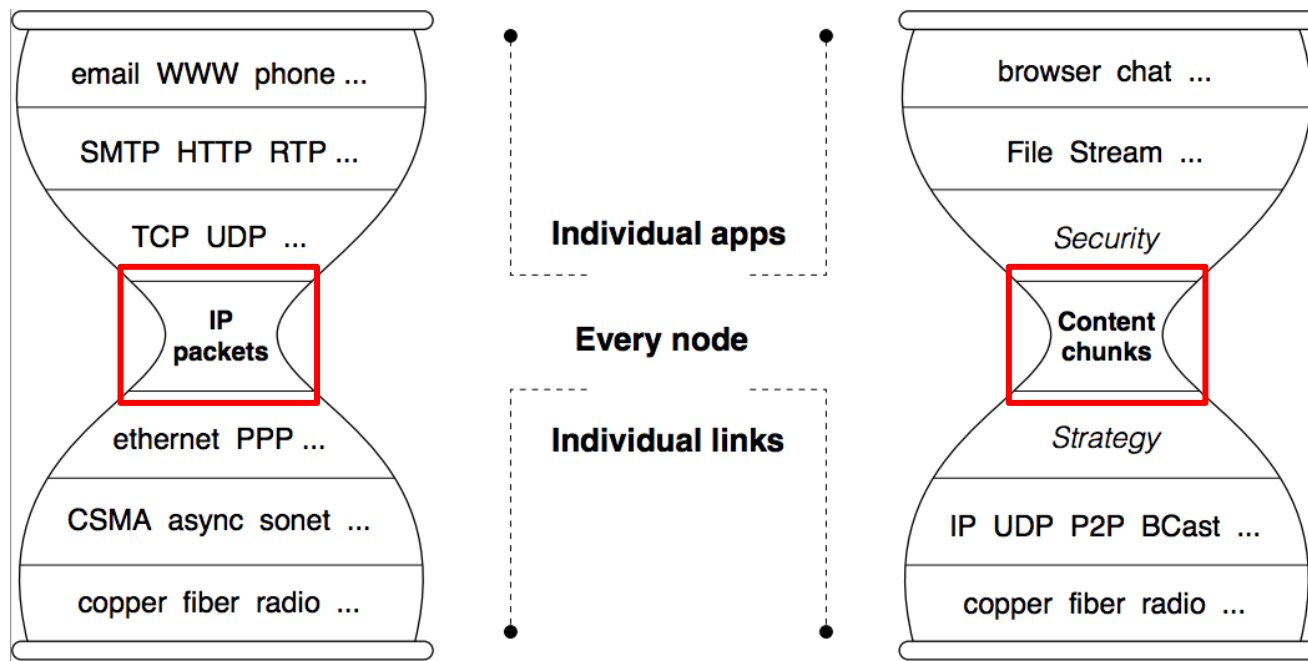 email WWW phone ...
SMTP HTTP RTP ...
TCP UDP ...
IP
packets
ethernet PPP ...
CSMA async sonet ...
copper fiber radio ...
Individual apps
Every node
Individual links
browser chat ...
File Stream ...
Security
Content
chunks
Strategy
IP UDP P2P BCast ...
copper fiber radio ...